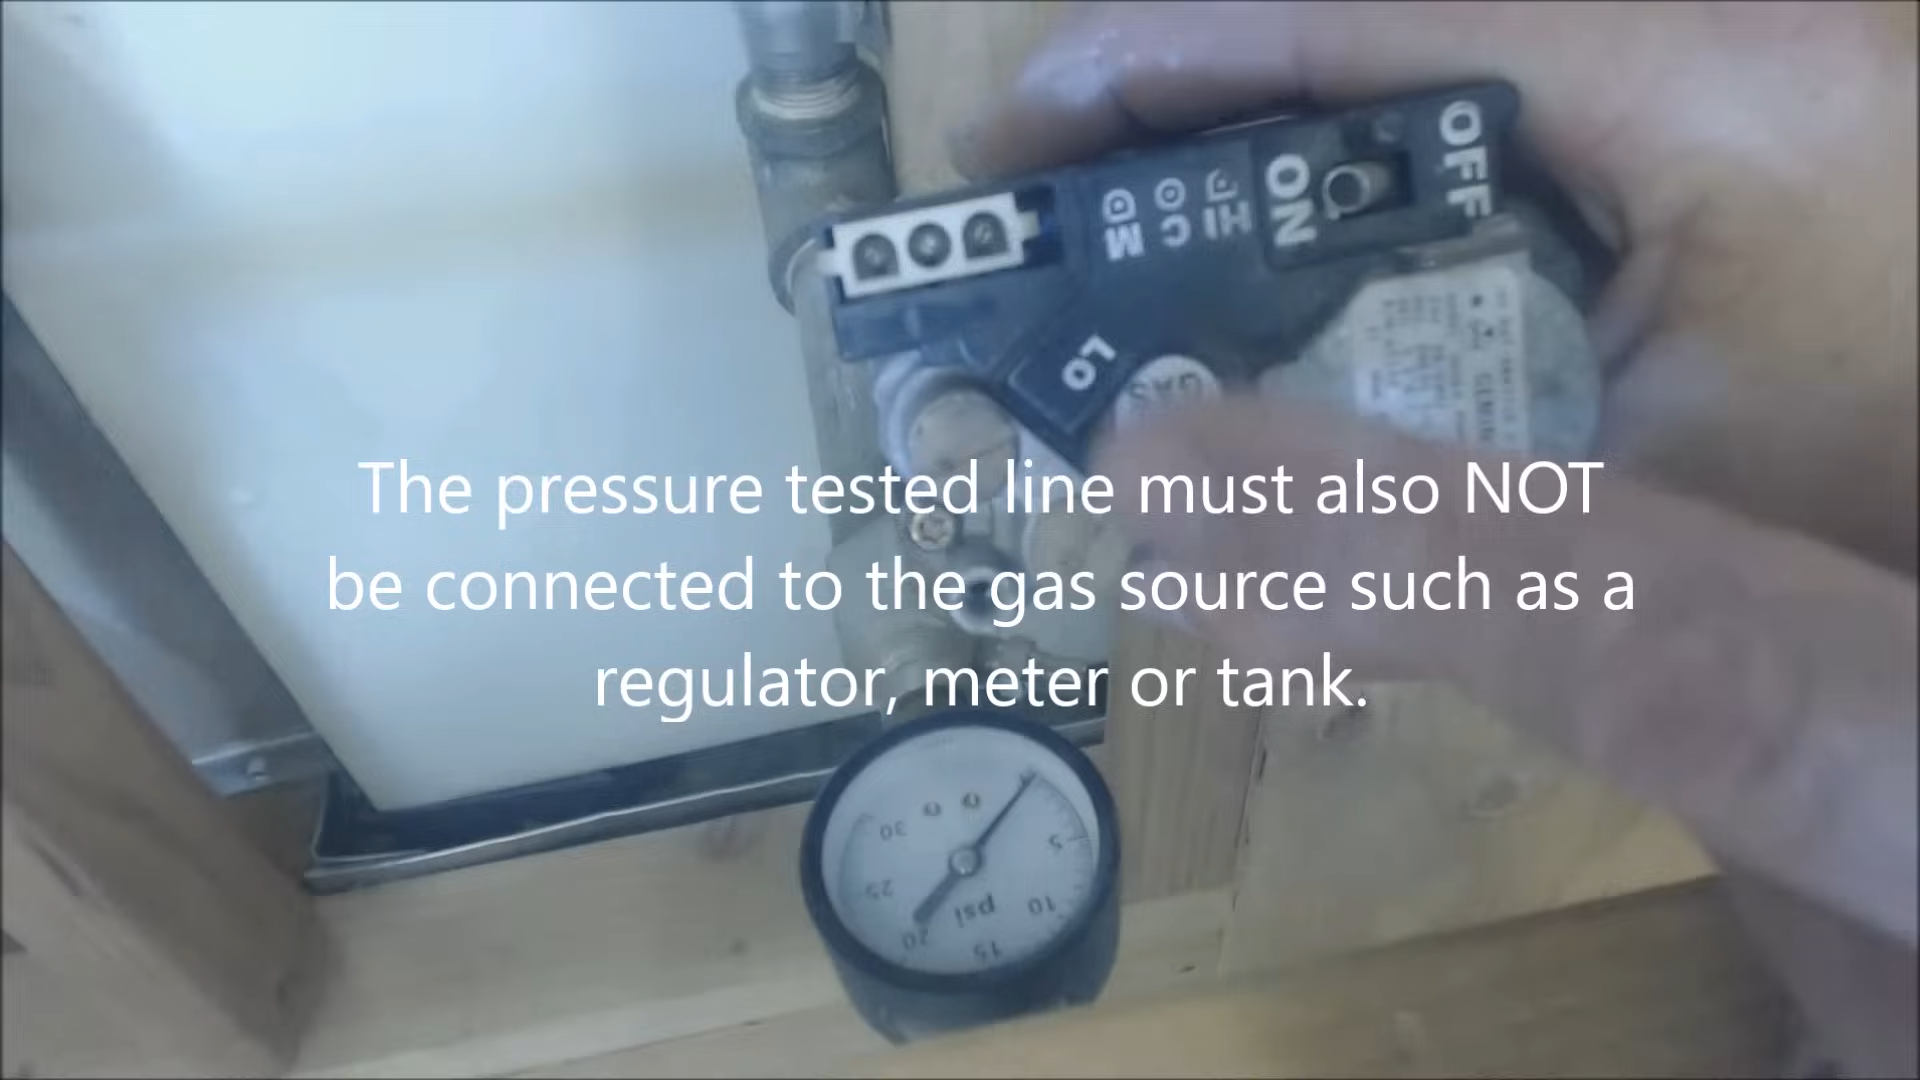 The pressure tested line must also NOT
be connected to the gas source such as a
regulator, meter or tank.
OFF
ON
HI
C
M
LO
GAS
5
10
15
20
25
30
psi